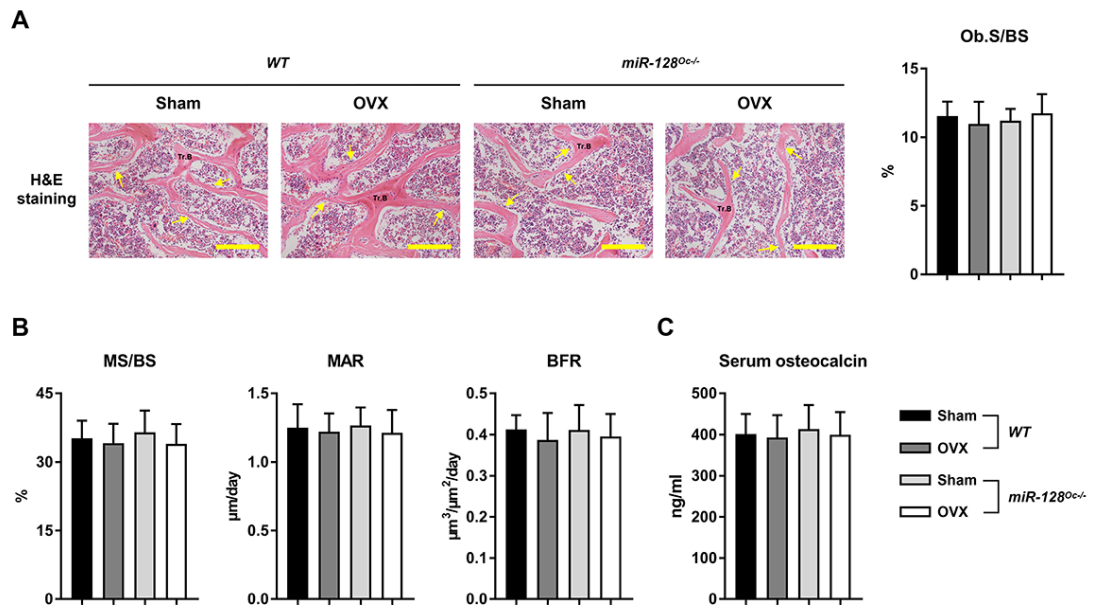 A
WT
miR-128Oc-/-
Sham
OVX
Sham
OVX
H&E
staining
Tr.B
Tr.B
Tr.B
Tr.B
Ob.S/BS
%
15
10
5
0
B
MS/BS
%
45
30
15
0
MAR
µm/day
1.5
1.0
0.5
0.0
BFR
µm3/µm2/day
0.5
0.4
0.3
0.2
0.1
0.0
C
Serum osteocalcin
ng/ml
500
400
300
200
100
0
Sham
OVX
WT
Sham
OVX
miR-128Oc-/-